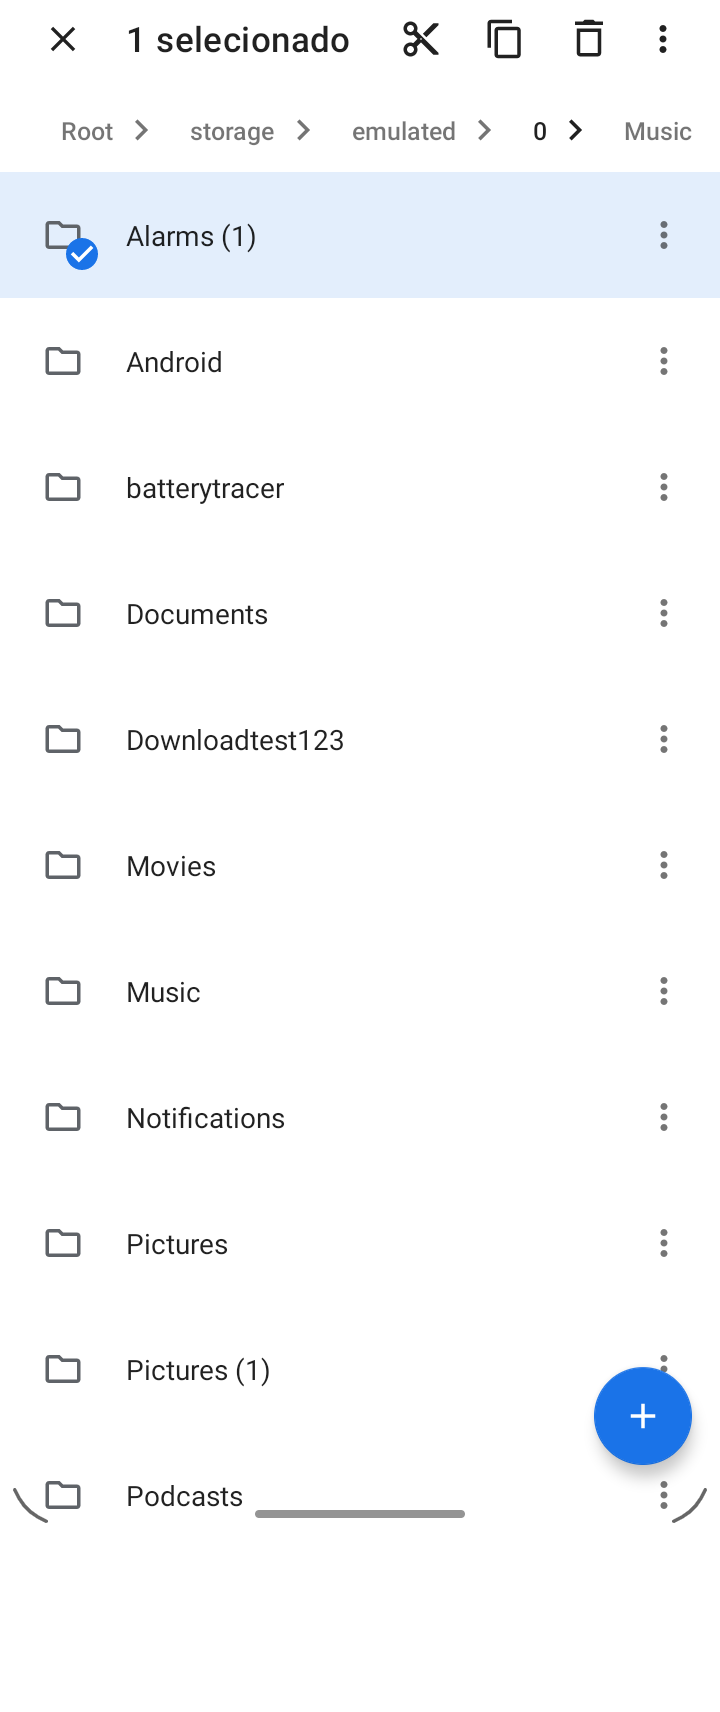 1 selecionado
Root storage emulated 0 Music
Alarms (1)
Android
batterytracer
Documents
Downloadtest123
Movies
Music
Notifications
Pictures
Pictures (1)
Podcasts